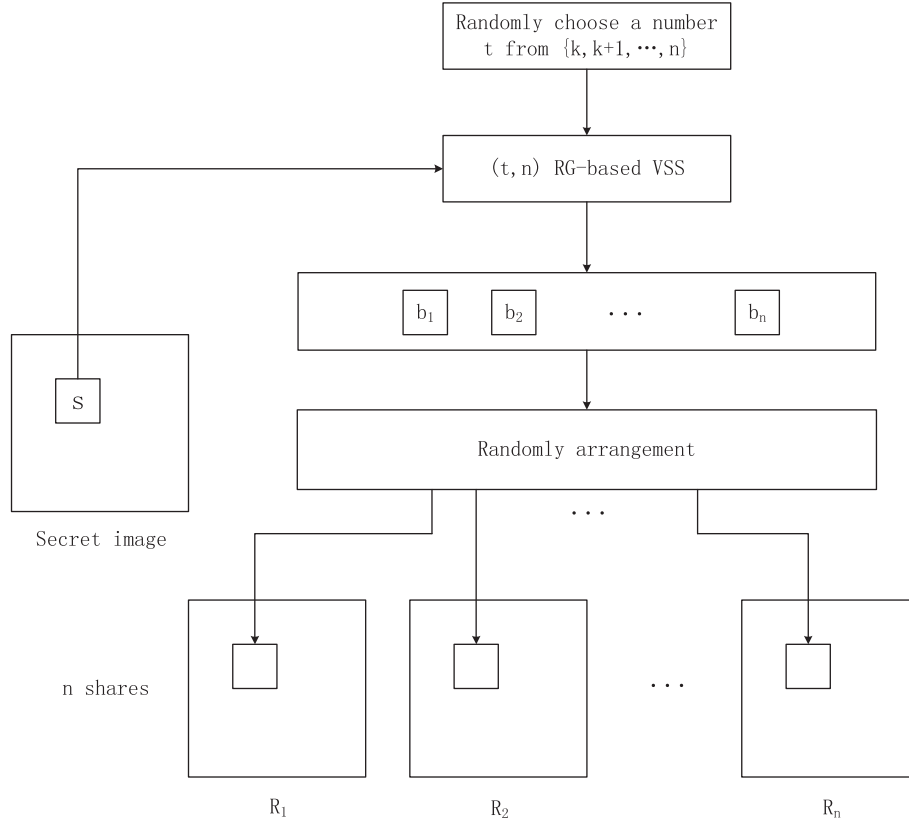 Randomly choose a number
t from {k,k+1,⋯,n}
(t,n) RG-based VSS
b₁ b₂ ⋯ bₙ
S
Randomly arrangement
⋯
Secret image
n shares
⋯
R₁ R₂ Rₙ